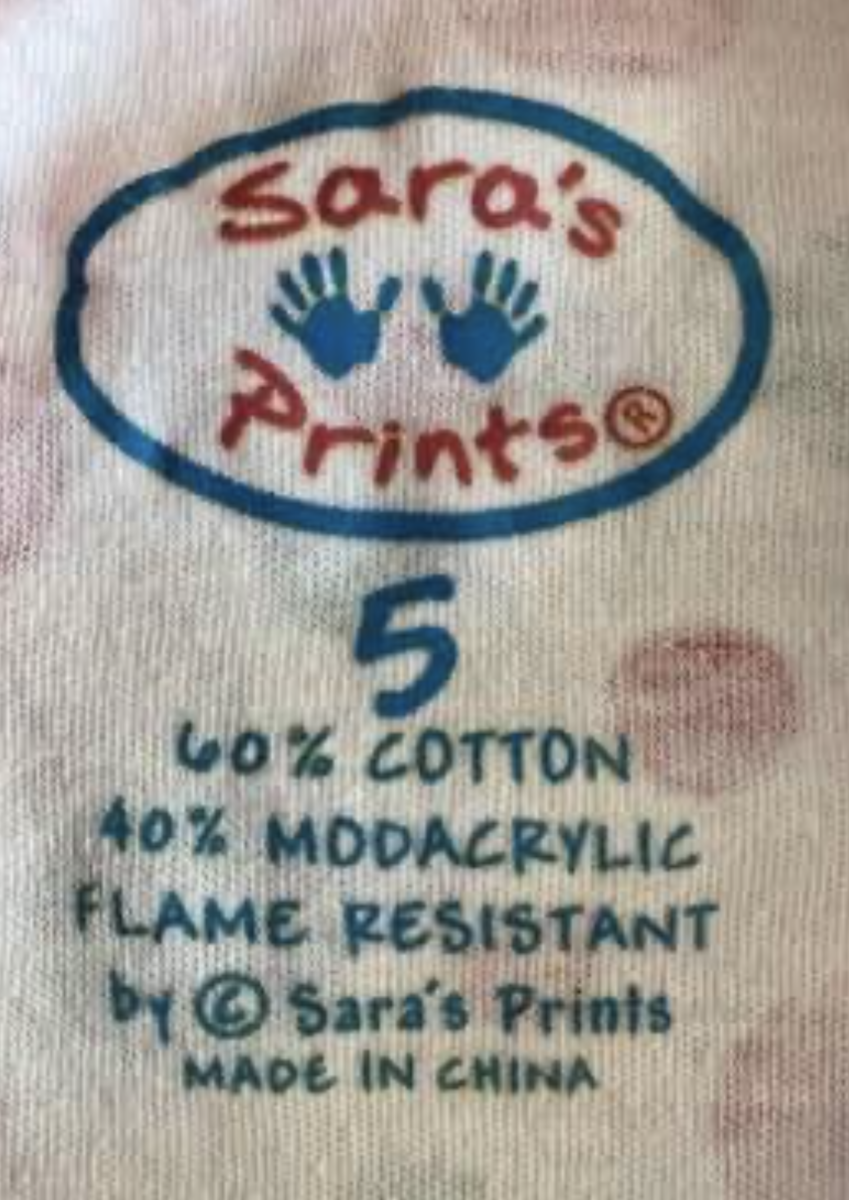 Sara's
Prints®
5
60% COTTON
40% MODACRYLIC
FLAME RESISTANT
by © Sara's Prints
MADE IN CHINA